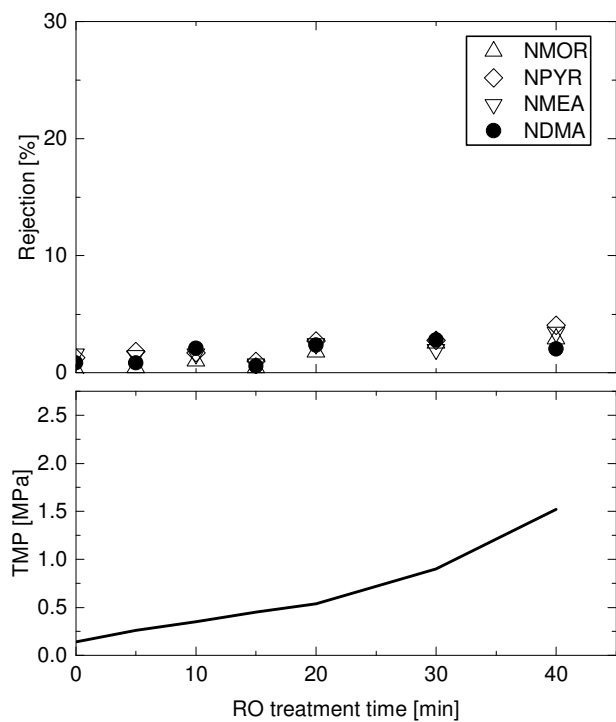 30
NMOR
NPYR
NMEA
NDMA
20
Rejection [%]
10
0
2.5
2.0
TMP [MPa]
1.5
1.0
0.5
0.0
0 10 20 30 40
RO treatment time [min]